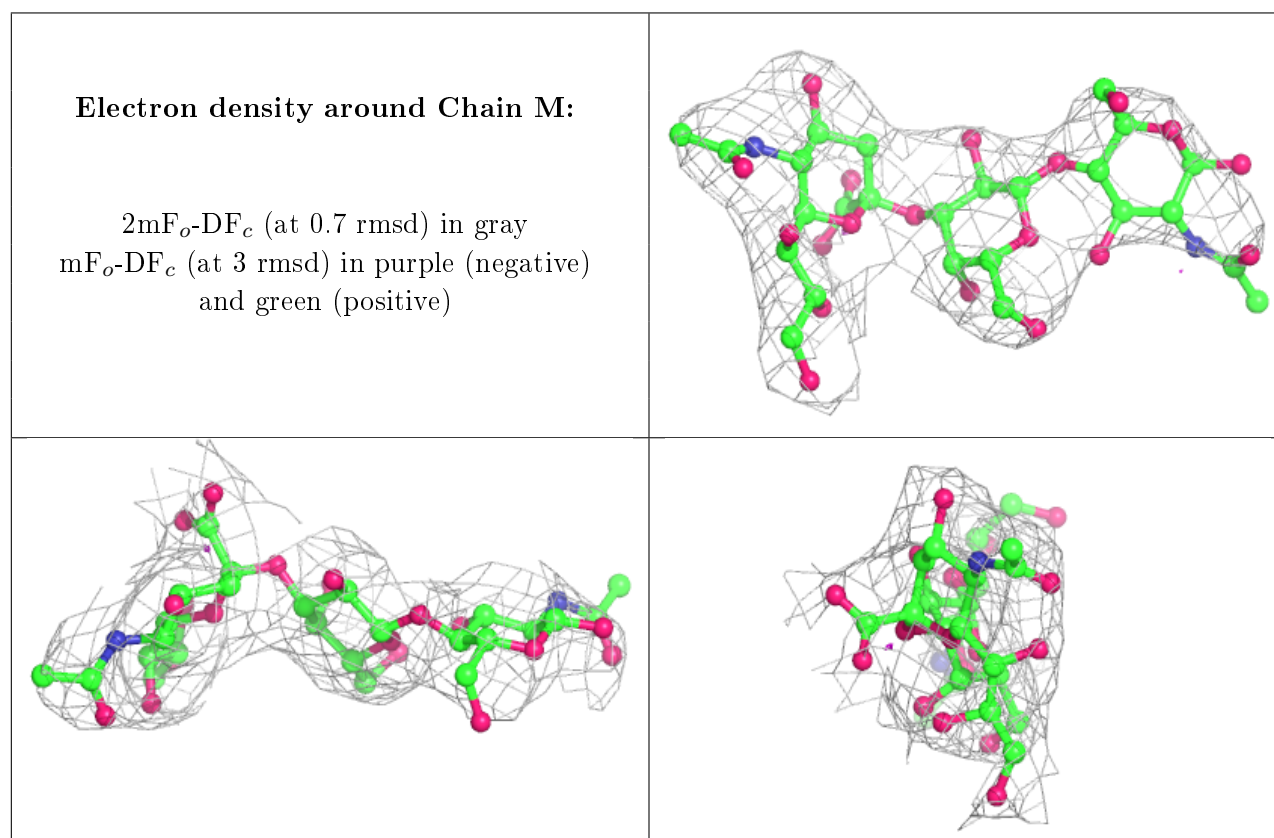 Electron density around Chain M:
2mFo-DFc (at 0.7 rmsd) in gray
mFo-DFc (at 3 rmsd) in purple (negative)
and green (positive)